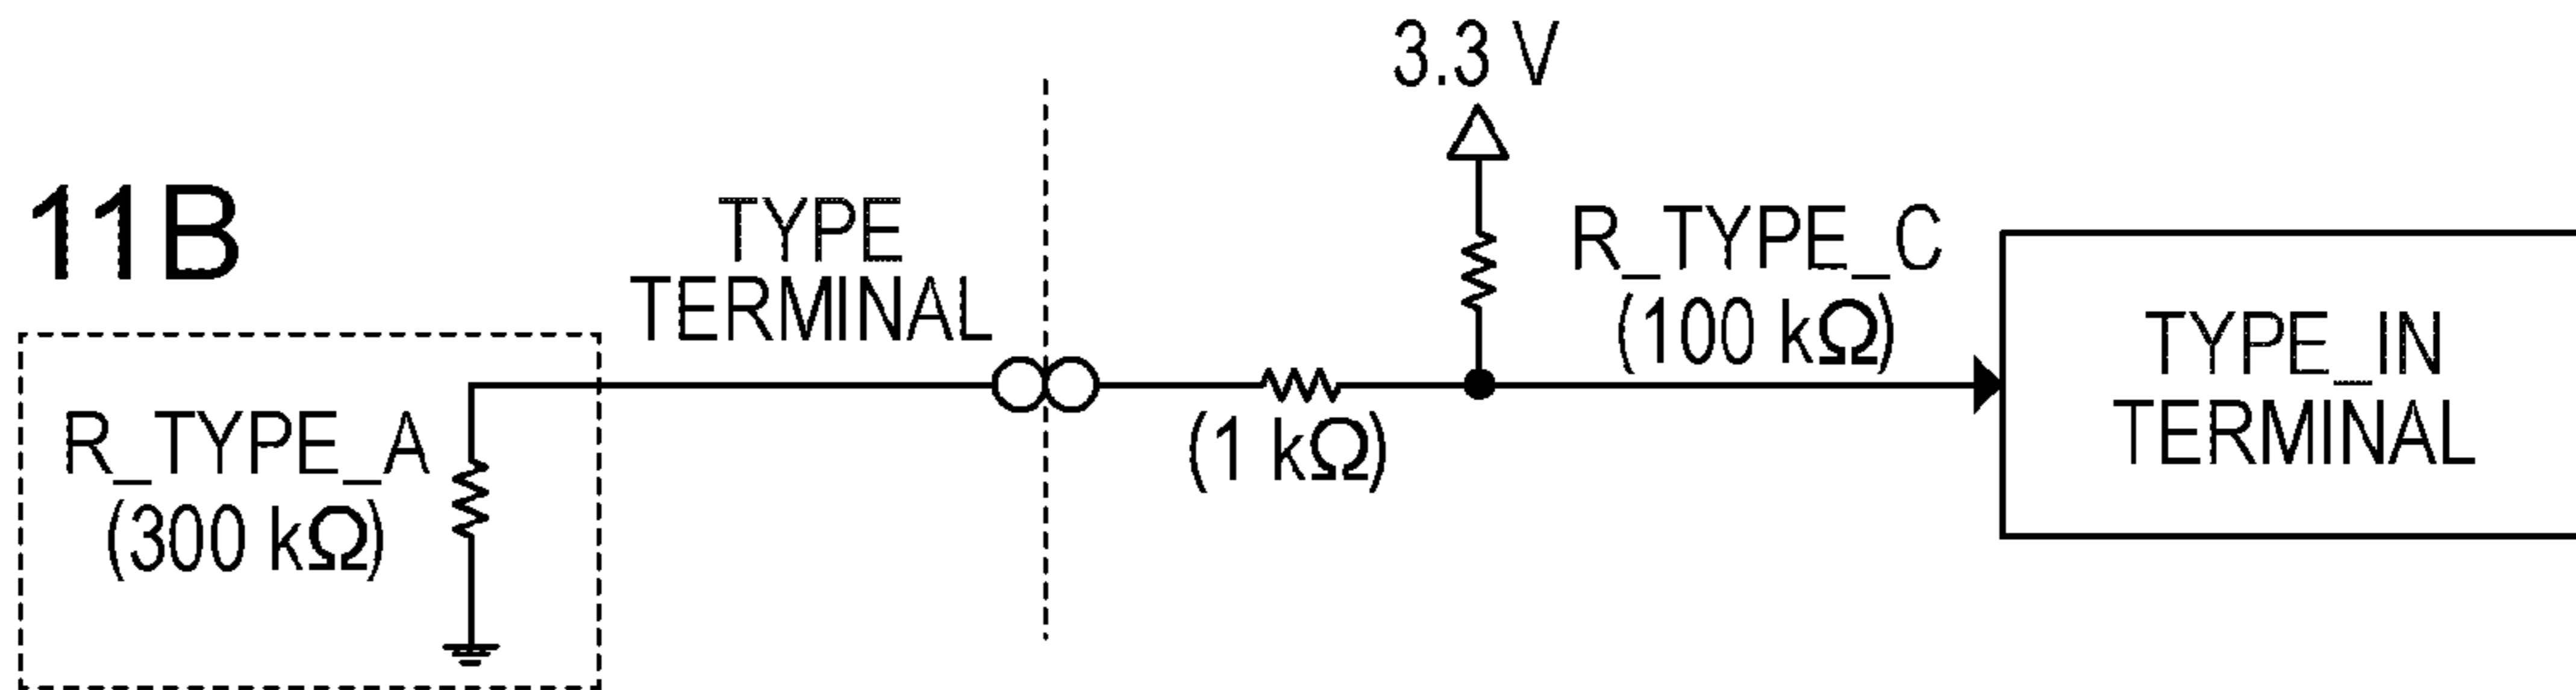 3.3 V
11B
TYPE
TERMINAL
R_TYPE_C
(100 kΩ)
TYPE_IN
TERMINAL
R_TYPE_A
(300 kΩ)
(1 kΩ)